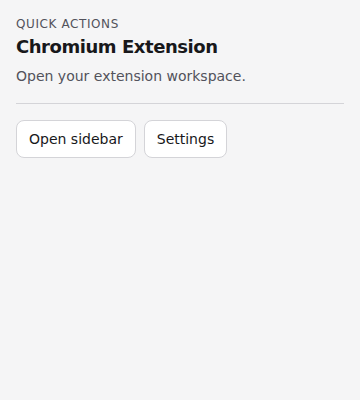 QUICK ACTIONS
Chromium Extension
Open your extension workspace.
Open sidebar
Settings